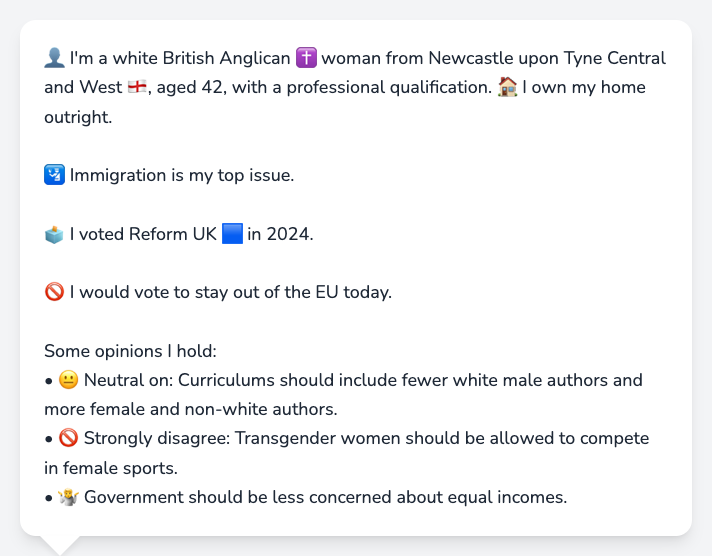 👤 I'm a white British Anglican ✝️ woman from Newcastle upon Tyne Central
and West 🏴󠁧󠁢󠁥󠁮󠁧󠁿, aged 42, with a professional qualification. 🏠 I own my home
outright.
🛂 Immigration is my top issue.
🗳️ I voted Reform UK 🟦 in 2024.
🚫 I would vote to stay out of the EU today.
Some opinions I hold:
• 😐 Neutral on: Curriculums should include fewer white male authors and
more female and non-white authors.
• 🚫 Strongly disagree: Transgender women should be allowed to compete
in female sports.
• 🤷 Government should be less concerned about equal incomes.